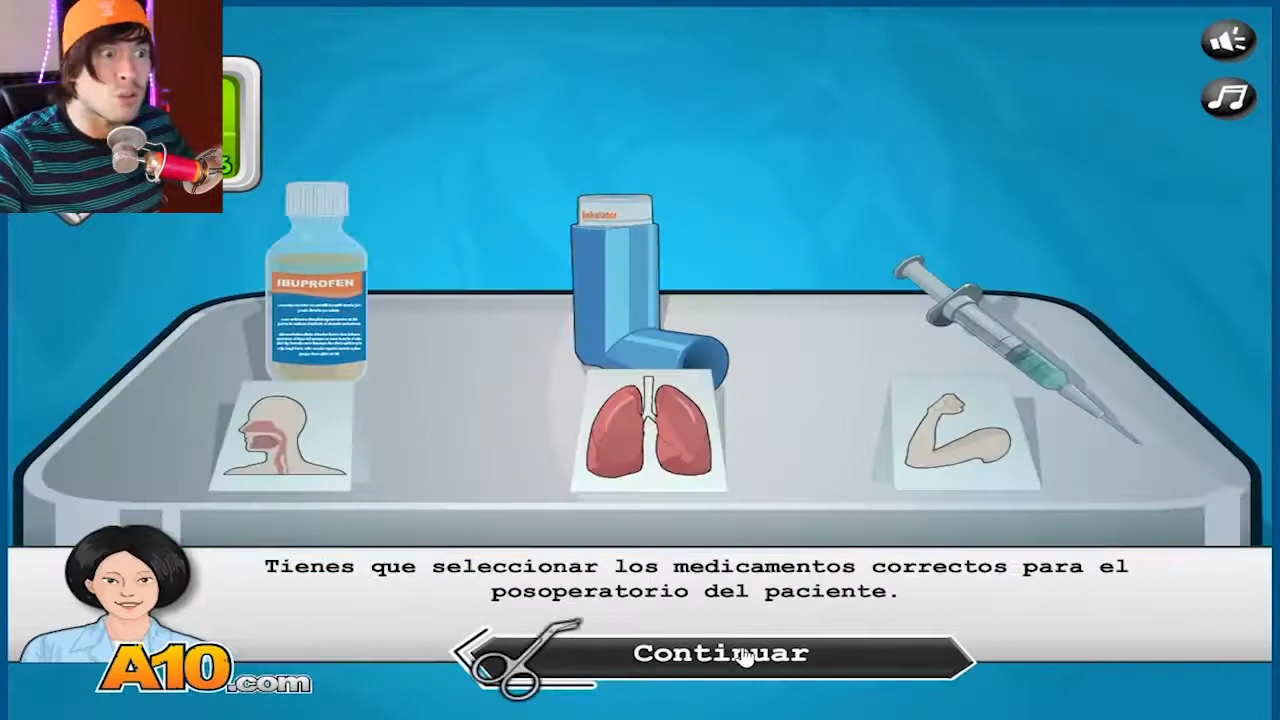 inhalator
IBUPROFEN
Tienes que seleccionar los medicamentos correctos para el
posoperatorio del paciente.
Continuar
A10.com